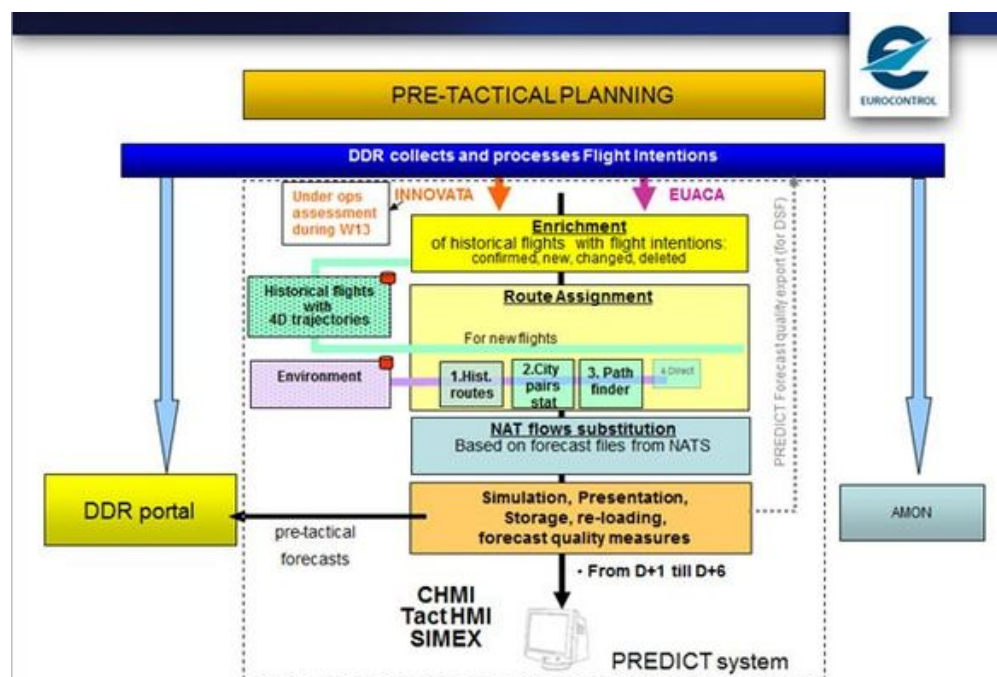 EUROCONTROL
PRE-TACTICAL PLANNING
DDR collects and processes Flight Intentions
Under ops
assessment
during W13
INNOVATA
EUACA
Enrichment
of historical flights with flight intentions:
confirmed, new, changed, deleted
Historical flights
with
4D trajectories
Route Assignment
For new flights
Environment
1.Hist.
routes
2.City
pairs
stat
3. Path
finder
4.Direct
NAT flows substitution
Based on forecast files from NATS
PREDICT Forecast quality export (for DSF)
DDR portal
Simulation, Presentation,
Storage, re-loading,
forecast quality measures
AMON
pre-tactical
forecasts
- From D+1 till D+6
CHMI
Tact HMI
SIMEX
PREDICT system